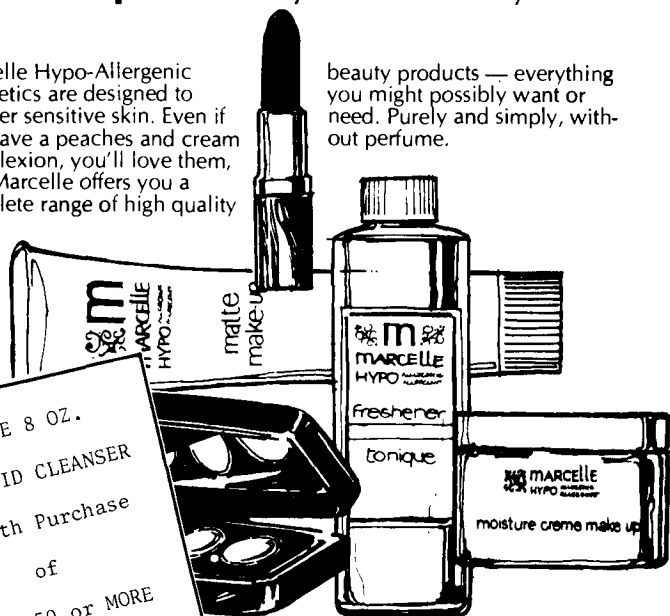 elle Hypo-Allergenic
etics are designed to
er sensitive skin. Even if
ave a peaches and cream
lexion, you'll love them,
Marcelle offers you a
lete range of high quality
beauty products — everything
you might possibly want or
need. Purely and simply, with-
out perfume.
m
MARCELLE
HYPO
matte
make-up
m
MARCELLE
HYPO
freshener
tonique
MARCELLE
HYPO
moisture creme make up
E 8 OZ.
ID CLEANSER
th Purchase
of
50 or MORE